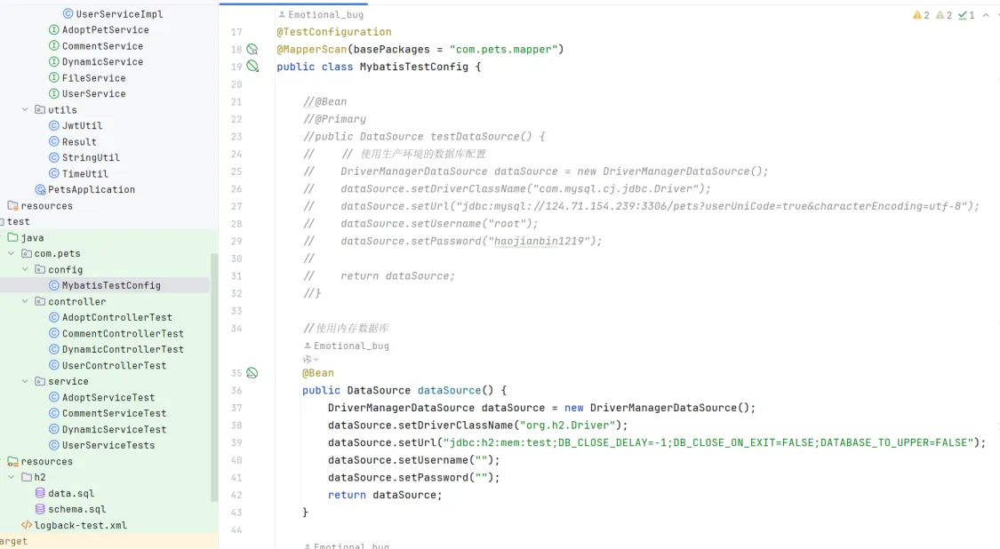 UserServiceImpl
AdoptPetService
CommentService
DynamicService
FileService
UserService
utils
JwtUtil
Result
StringUtil
TimeUtil
PetsApplication
resources
test
java
com.pets
config
MybatisTestConfig
controller
AdoptControllerTest
CommentControllerTest
DynamicControllerTest
UserControllerTest
service
AdoptServiceTest
CommentServiceTest
DynamicServiceTest
UserServiceTests
resources
h2
data.sql
schema.sql
logback-test.xml
arget
Emotional_bug
2 2 1
17 @TestConfiguration
18 @MapperScan(basePackages = "com.pets.mapper")
19 public class MybatisTestConfig {
20
21 //@Bean
22 //@Primary
23 //public DataSource testDataSource() {
24 //    // 使用生产环境的数据库配置
25 //    DriverManagerDataSource dataSource = new DriverManagerDataSource();
26 //    dataSource.setDriverClassName("com.mysql.cj.jdbc.Driver");
27 //    dataSource.setUrl("jdbc:mysql://124.71.154.239:3306/pets?userUniCode=true&characterEncoding=utf-8");
28 //    dataSource.setUsername("root");
29 //    dataSource.setPassword("haojianbin1219");
30 //
31 //    return dataSource;
32 //}
33
34 //使用内存数据库
Emotional_bug
35 @Bean
36 public DataSource dataSource() {
37 DriverManagerDataSource dataSource = new DriverManagerDataSource();
38 dataSource.setDriverClassName("org.h2.Driver");
39 dataSource.setUrl("jdbc:h2:mem:test;DB_CLOSE_DELAY=-1;DB_CLOSE_ON_EXIT=FALSE;DATABASE_TO_UPPER=FALSE");
40 dataSource.setUsername("");
41 dataSource.setPassword("");
42 return dataSource;
43 }
44
Emotional_bug